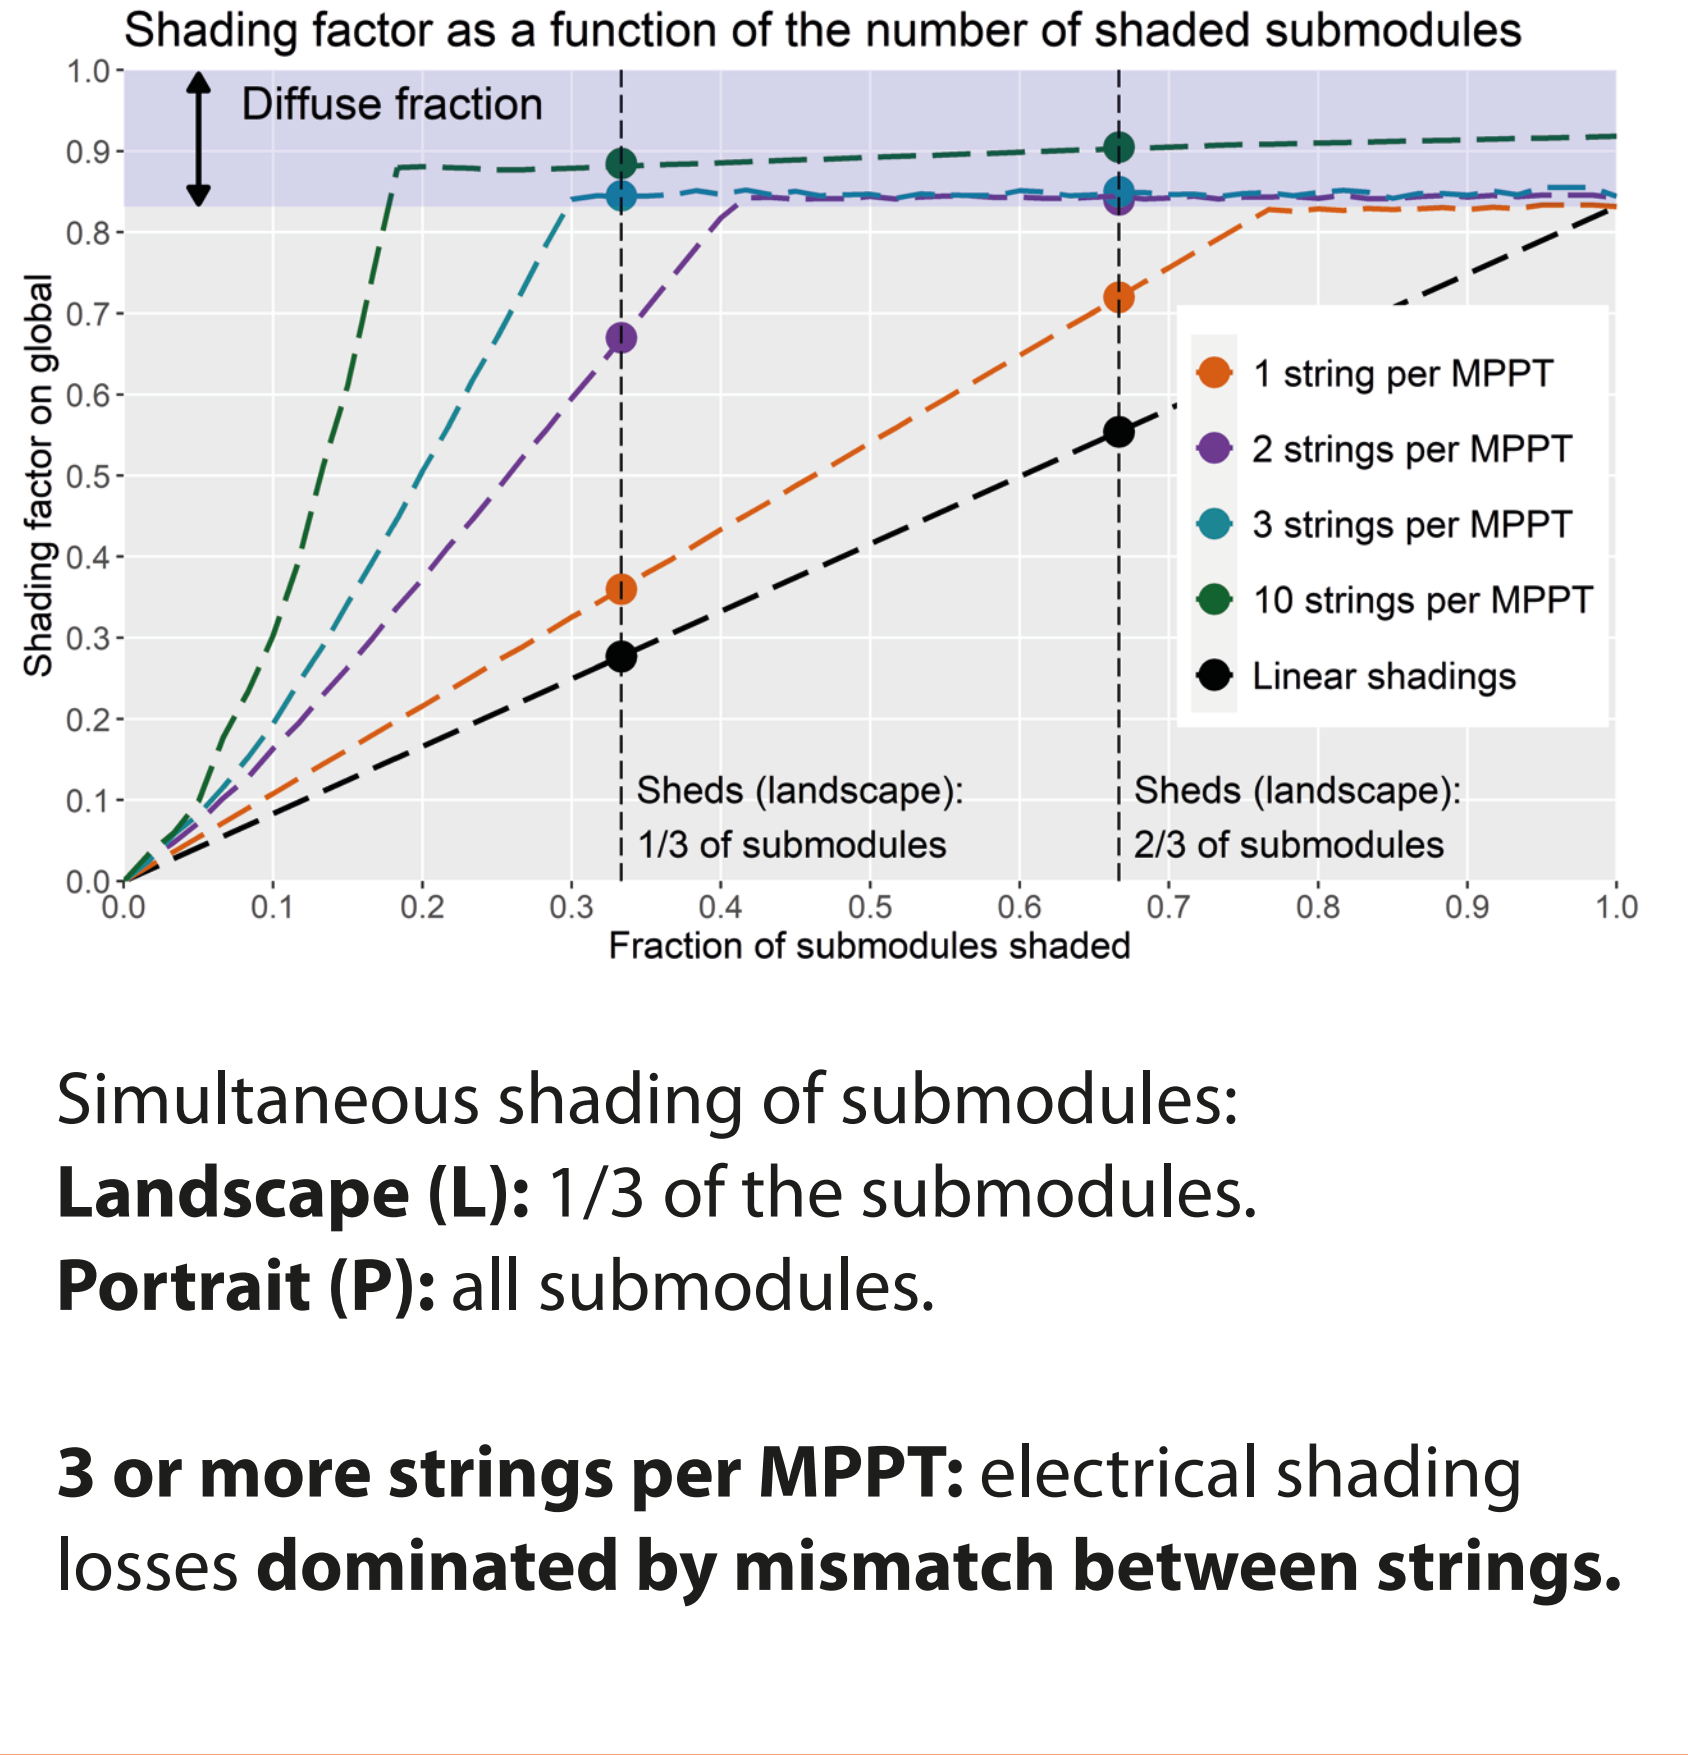 Shading factor as a function of the number of shaded submodules
1.0
Diffuse fraction
0.9
0.8
0.7
0.6
0.5
0.4
0.3
0.2
0.1
0.0
Shading factor on global
1 string per MPPT
2 strings per MPPT
3 strings per MPPT
10 strings per MPPT
Linear shadings
Sheds (landscape):
1/3 of submodules
Sheds (landscape):
2/3 of submodules
0.0 0.1 0.2 0.3 0.4 0.5 0.6 0.7 0.8 0.9 1.0
Fraction of submodules shaded
Simultaneous shading of submodules:
Landscape (L): 1/3 of the submodules.
Portrait (P): all submodules.
3 or more strings per MPPT: electrical shading
losses dominated by mismatch between strings.